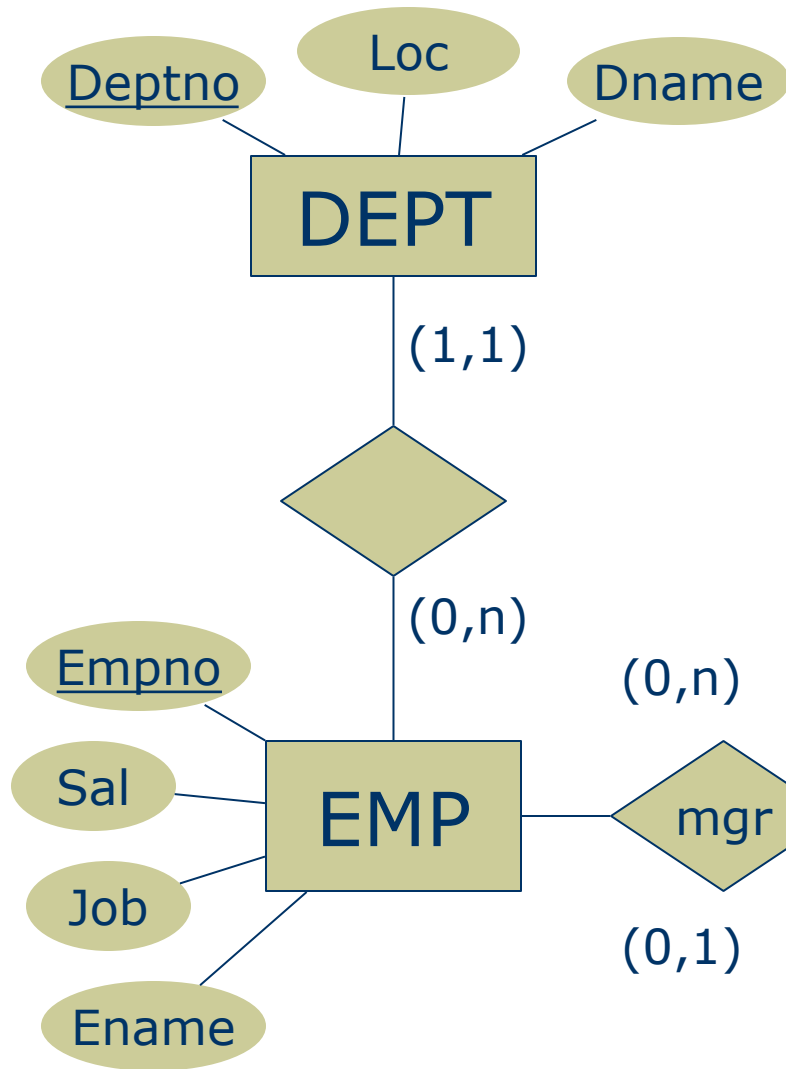 Loc
Deptno
Dname
DEPT
(1,1)
(0,n)
Empno
(0,n)
Sal
EMP
mgr
Job
(0,1)
Ename